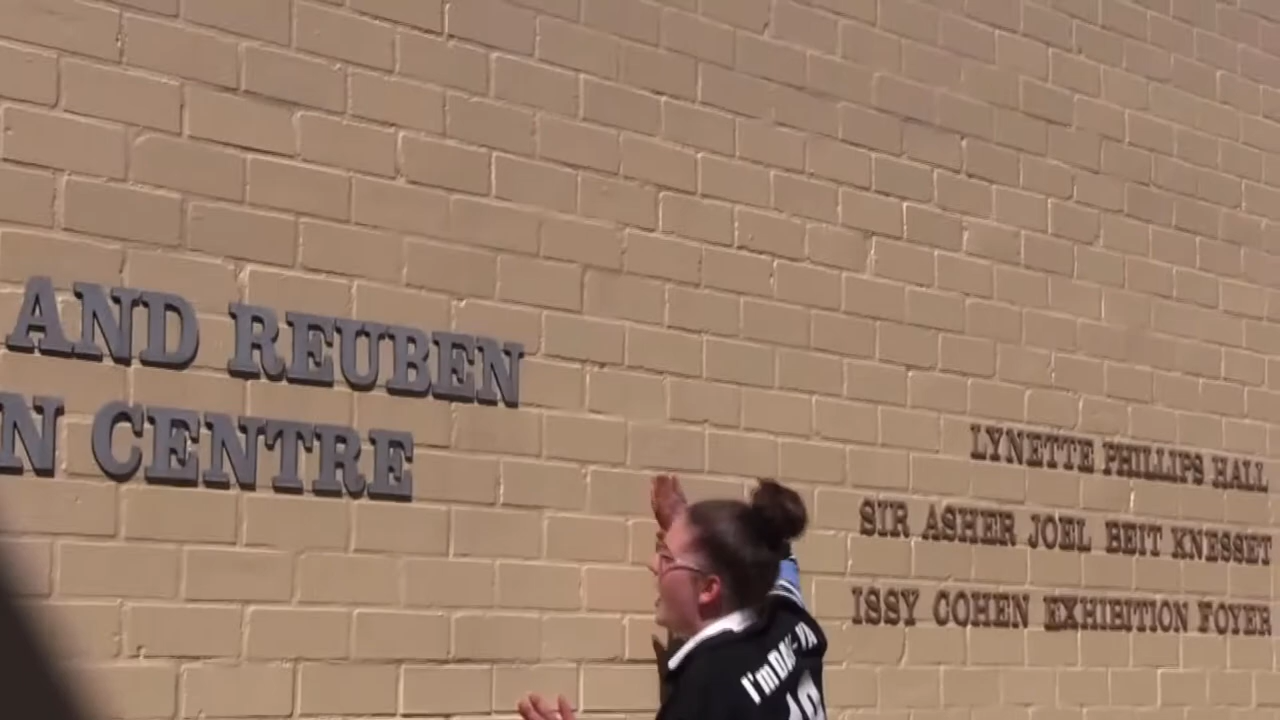 AND REUBEN
N CENTRE
LYNETTE PHILLIPS HALL
SIR ASHER JOEL BEIT KNESSET
ISSY COHEN EXHIBITION FOYER
I'm